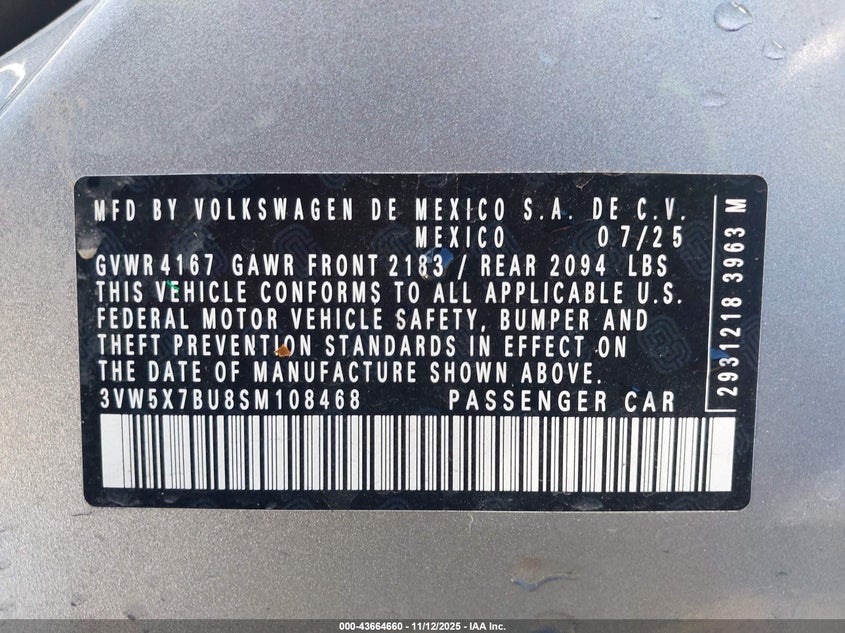 MFD BY VOLKSWAGEN DE MEXICO S.A. DE C.V.
MEXICO 07/25
GVWR 4167 GAWR FRONT 2183 / REAR 2094 LBS
THIS VEHICLE CONFORMS TO ALL APPLICABLE U.S.
FEDERAL MOTOR VEHICLE SAFETY, BUMPER AND
THEFT PREVENTION STANDARDS IN EFFECT ON
THE DATE OF MANUFACTURE SHOWN ABOVE.
3VW5X7BU8SM108468 PASSENGER CAR
2931218 3963 M
000-43664660 - 11/12/2025 - IAA Inc.